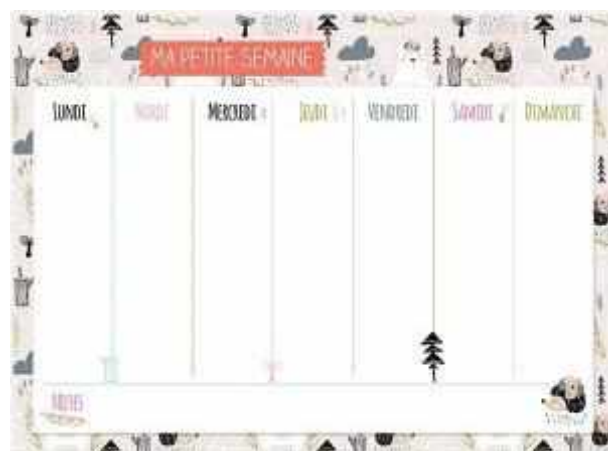 MA PETITE SEMAINE
LUNDI MARDI MERCREDI JEUDI VENDREDI SAMEDI DIMANCHE
NOTES